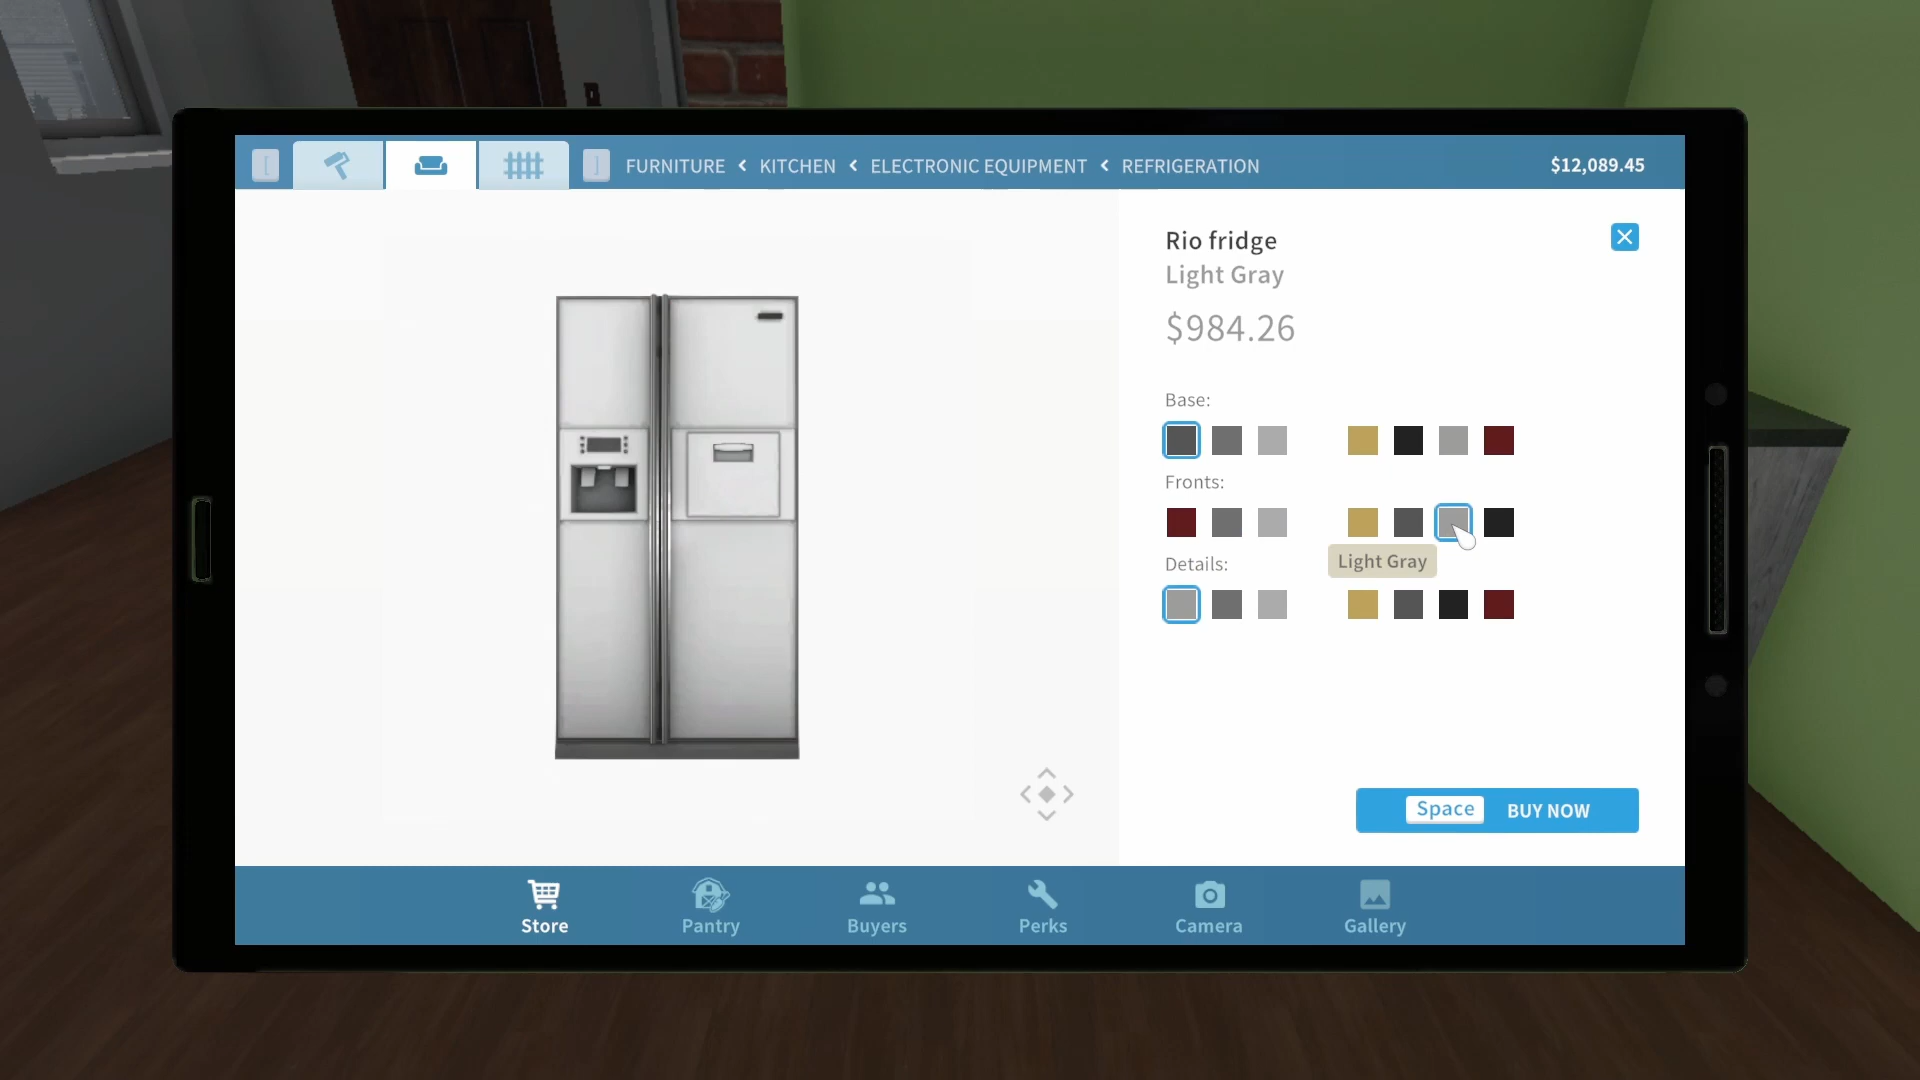 [
]
FURNITURE < KITCHEN < ELECTRONIC EQUIPMENT < REFRIGERATION
$12,089.45
Rio fridge
Light Gray
$984.26
Base:
Fronts:
Light Gray
Details:
Space BUY NOW
Store
Pantry
Buyers
Perks
Camera
Gallery